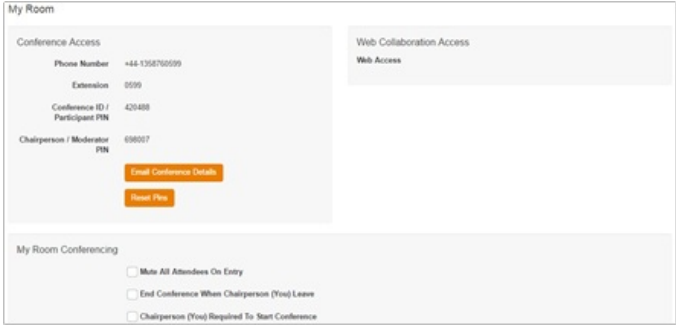 My Room
Conference Access
Phone Number +44-1358760599
Extension 0599
Conference ID /
Participant PIN 420488
Chairperson / Moderator
PIN 698007
Email Conference Details
Reset Pins
Web Collaboration Access
Web Access
My Room Conferencing
Mute All Attendees On Entry
End Conference When Chairperson (You) Leave
Chairperson (You) Required To Start Conference